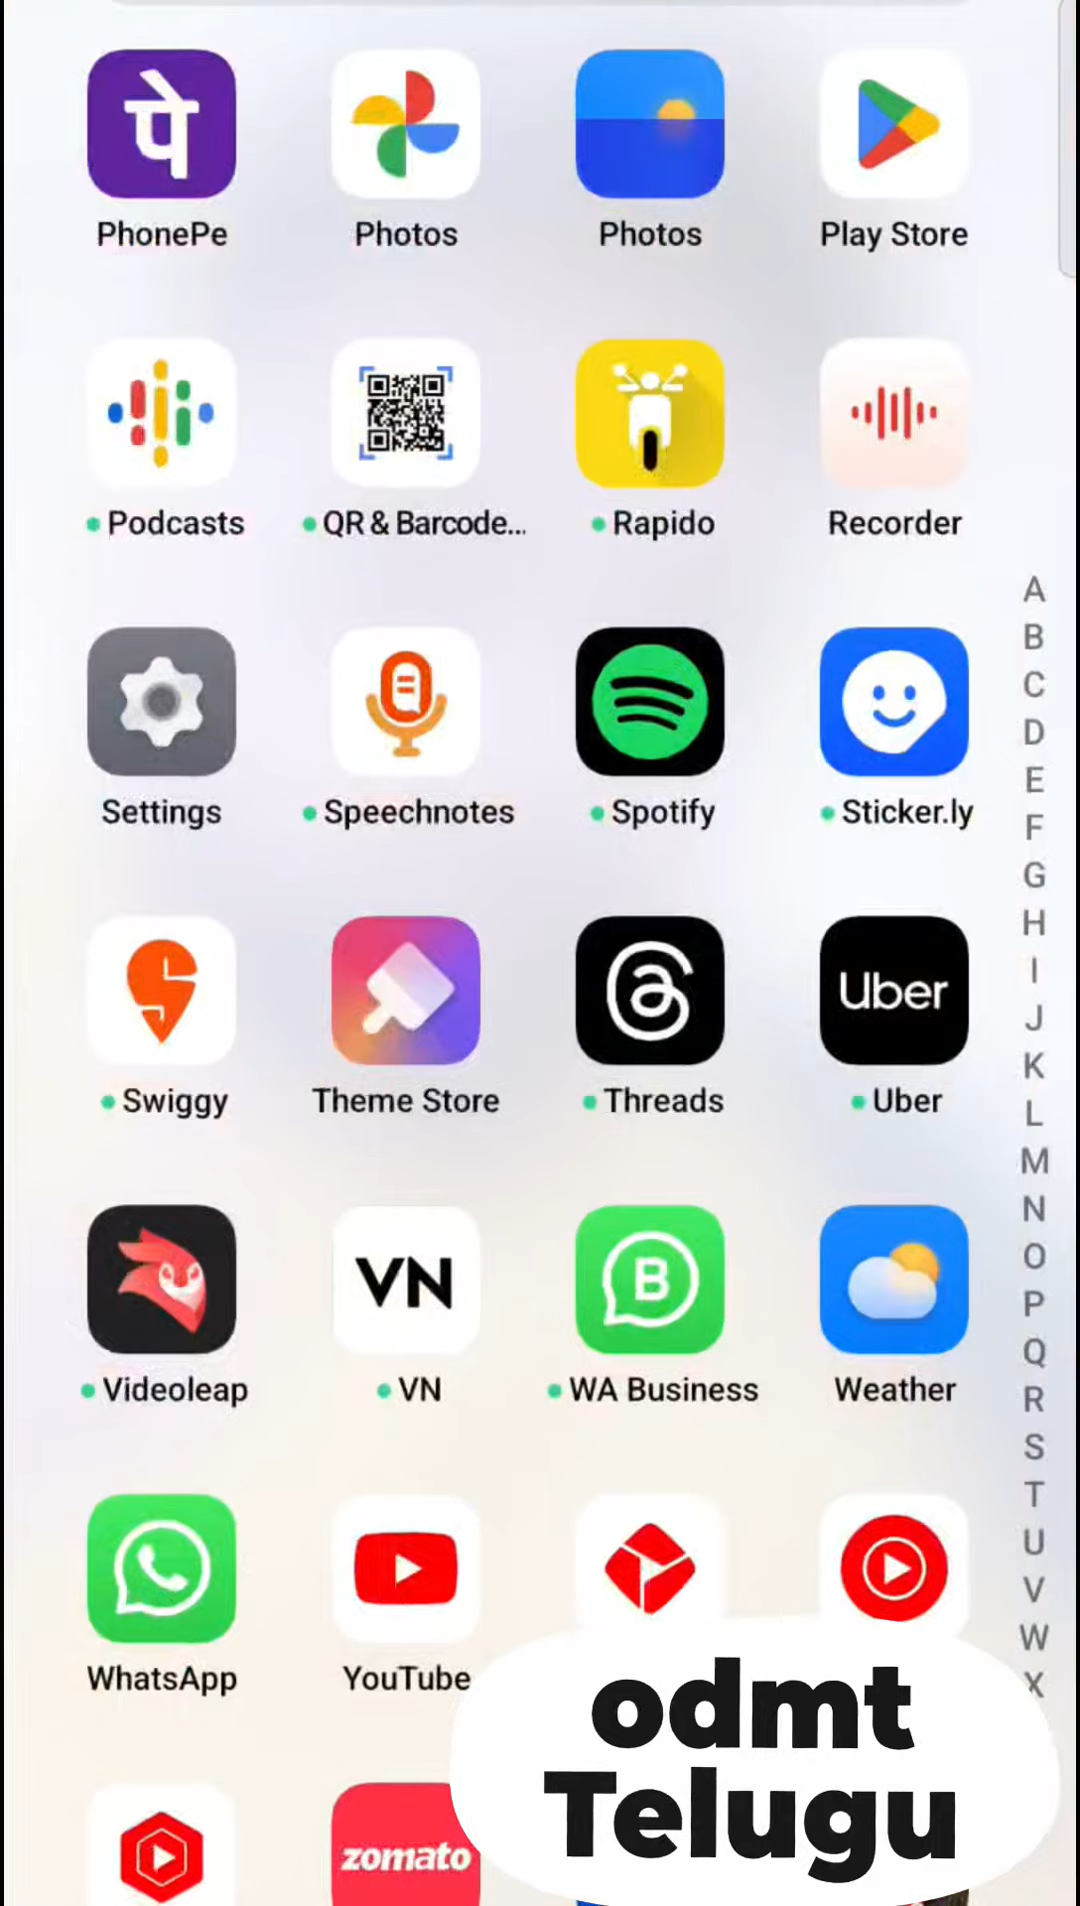 पे
PhonePe
Photos
Photos
Play Store
Podcasts
QR & Barcode...
Rapido
Recorder
A
B
C
D
E
F
G
H
I
J
K
L
M
N
O
P
Q
R
S
T
U
V
W
X
Settings
Speechnotes
Spotify
Sticker.ly
Uber
Swiggy
Theme Store
Threads
Uber
VN
B
Videoleap
VN
WA Business
Weather
WhatsApp
YouTube
zomato
odmt
Telugu